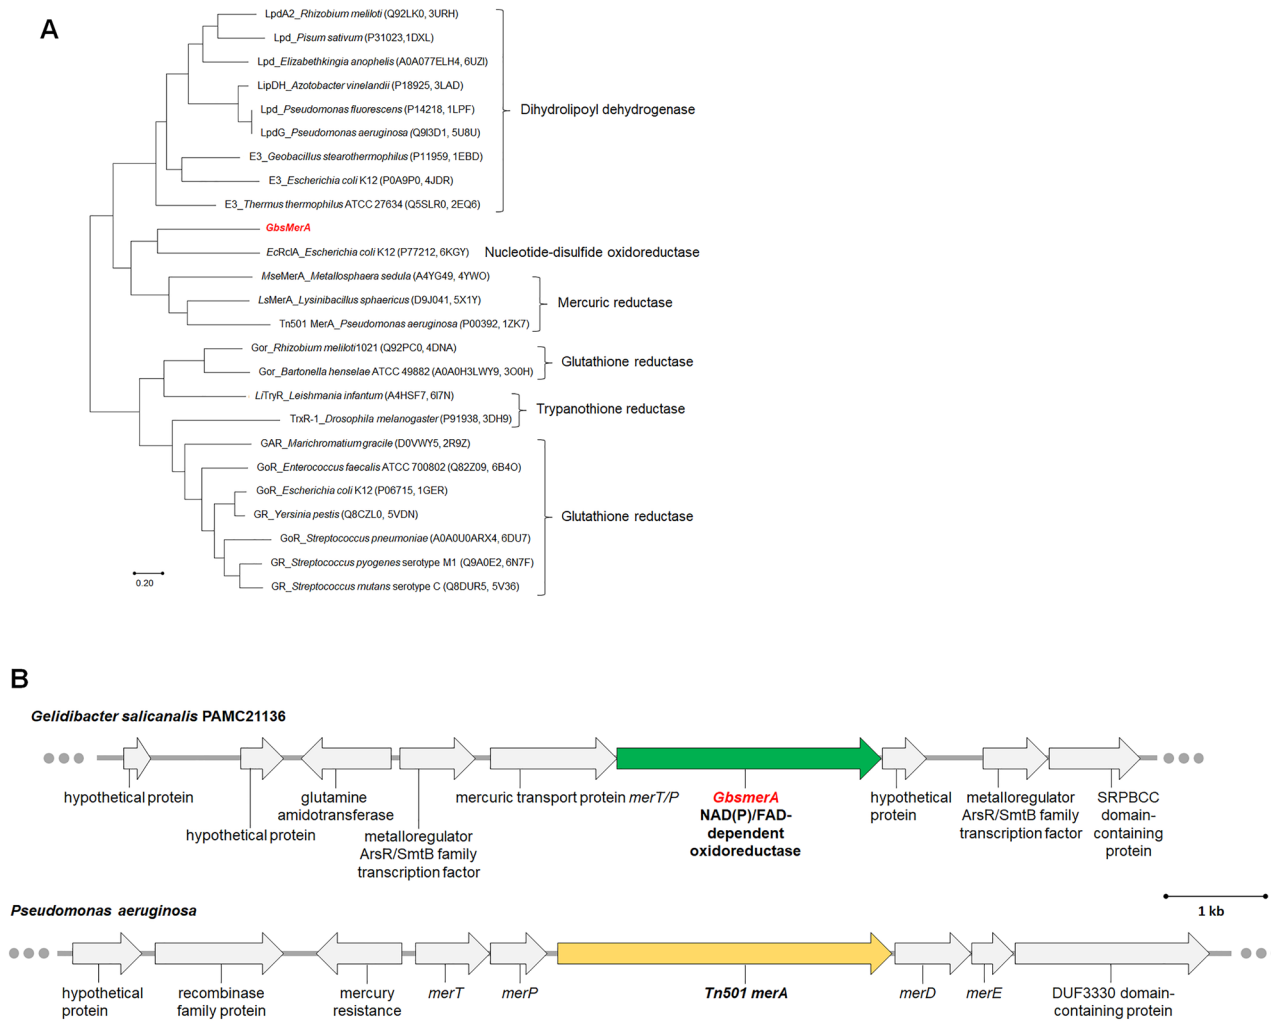 A
LpdA2_Rhizobium meliloti (Q92LK0, 3URH)
Lpd_Pisum sativum (P31023,1DXL)
Lpd_Elizabethkingia anophelis (A0A077ELH4, 6UZI)
LipDH_Azotobacter vinelandii (P18925, 3LAD)
Lpd_Pseudomonas fluorescens (P14218, 1LPF)
LpdG_Pseudomonas aeruginosa (Q9I3D1, 5U8U)
E3_Geobacillus stearothermophilus (P11959, 1EBD)
E3_Escherichia coli K12 (P0A9P0, 4JDR)
E3_Thermus thermophilus ATCC 27634 (Q5SLR0, 2EQ6)
Dihydrolipoyl dehydrogenase
GbsMerA
EcRclA_Escherichia coli K12 (P77212, 6KGY)
Nucleotide-disulfide oxidoreductase
MseMerA_Metallosphaera sedula (A4YG49, 4YWO)
LsMerA_Lysinibacillus sphaericus (D9J041, 5X1Y)
Tn501 MerA_Pseudomonas aeruginosa (P00392, 1ZK7)
Mercuric reductase
Gor_Rhizobium meliloti1021 (Q92PC0, 4DNA)
Gor_Bartonella henselae ATCC 49882 (A0A0H3LWY9, 3O0H)
Glutathione reductase
LiTryR_Leishmania infantum (A4HSF7, 6I7N)
TrxR-1_Drosophila melanogaster (P91938, 3DH9)
Trypanothione reductase
GAR_Marichromatium gracile (D0VWY5, 2R9Z)
GoR_Enterococcus faecalis ATCC 700802 (Q82Z09, 6B4O)
GoR_Escherichia coli K12 (P06715, 1GER)
GR_Yersinia pestis (Q8CZL0, 5VDN)
GoR_Streptococcus pneumoniae (A0A0U0ARX4, 6DU7)
GR_Streptococcus pyogenes serotype M1 (Q9A0E2, 6N7F)
GR_Streptococcus mutans serotype C (Q8DUR5, 5V36)
Glutathione reductase
0.20
B
Gelidibacter salicanalis PAMC21136
hypothetical protein
hypothetical protein
glutamine
amidotransferase
metalloregulator
ArsR/SmtB family
transcription factor
mercuric transport protein merT/P
GbsmerA
NAD(P)/FAD-
dependent
oxidoreductase
hypothetical
protein
metalloregulator
ArsR/SmtB family
transcription factor
SRPBCC
domain-
containing
protein
1 kb
Pseudomonas aeruginosa
hypothetical
protein
recombinase
family protein
mercury
resistance
merT
merP
Tn501 merA
merD
merE
DUF3330 domain-
containing protein